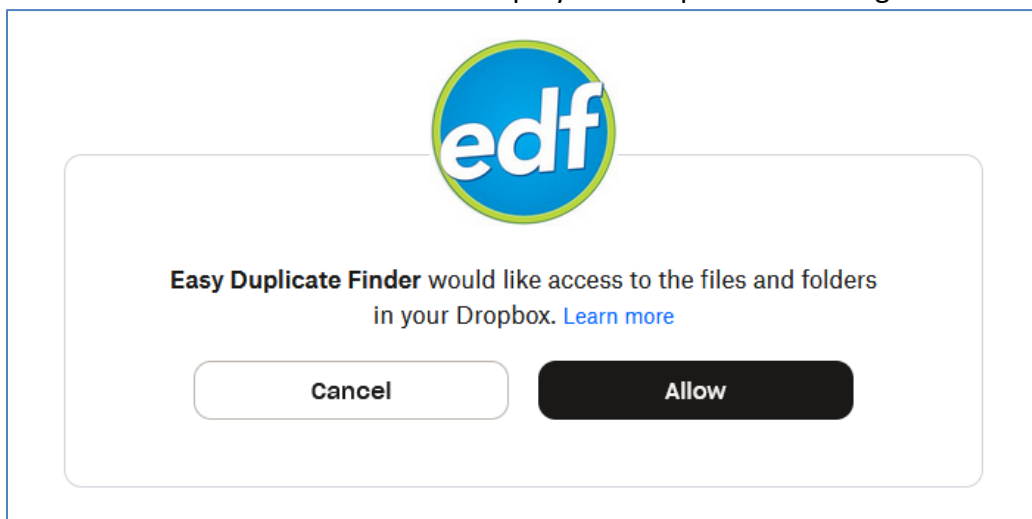 edf
Easy Duplicate Finder would like access to the files and folders
in your Dropbox. Learn more
Cancel Allow